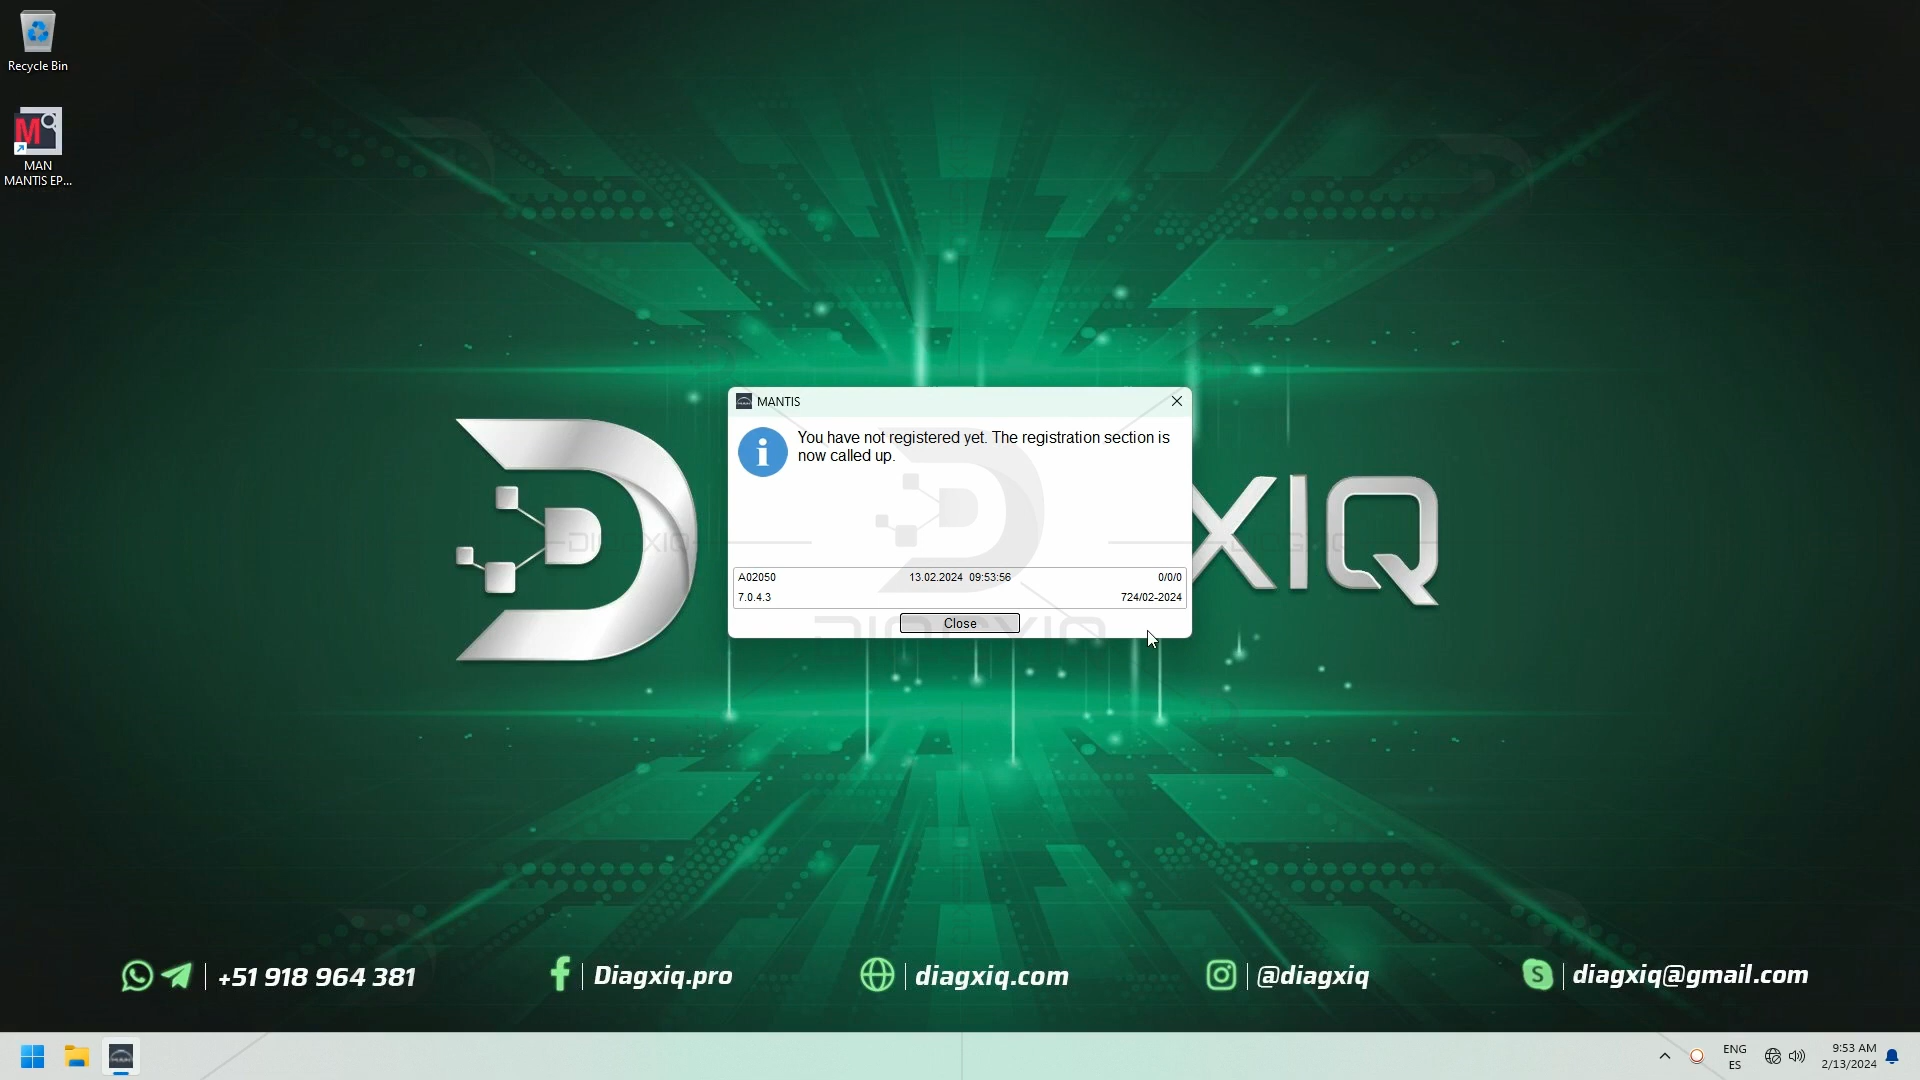 Recycle Bin
MAN
MANTIS EP...
MANTIS
You have not registered yet. The registration section is
now called up.
A02050 13.02.2024 09:53:56 0/0/0
7.0.4.3 724/02-2024
Close
XIQ
+51 918 964 381
Diagxiq.pro
diagxiq.com
@diagxiq
diagxiq@gmail.com
ENG
ES
9:53 AM
2/13/2024